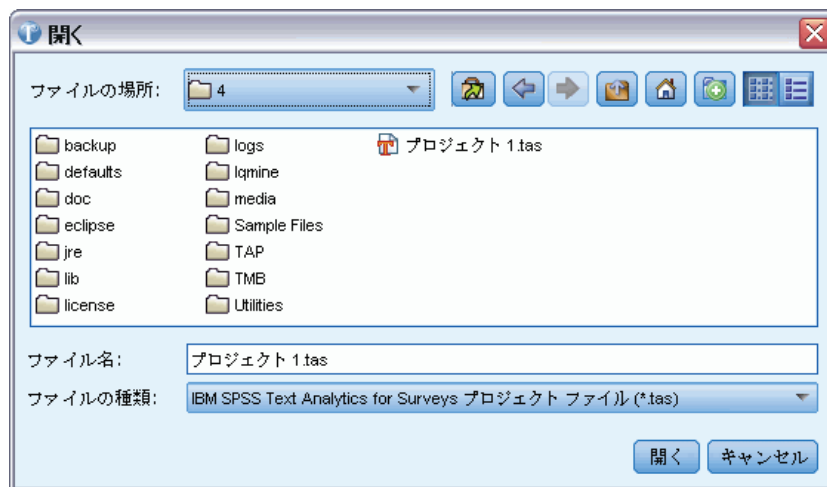 開く
ファイルの場所: 4
backup
defaults
doc
eclipse
jre
lib
license
logs
lqmine
media
Sample Files
TAP
TMB
Utilities
プロジェクト 1.tas
ファイル名: プロジェクト 1.tas
ファイルの種類: IBM SPSS Text Analytics for Surveys プロジェクト ファイル (*.tas)
開く キャンセル